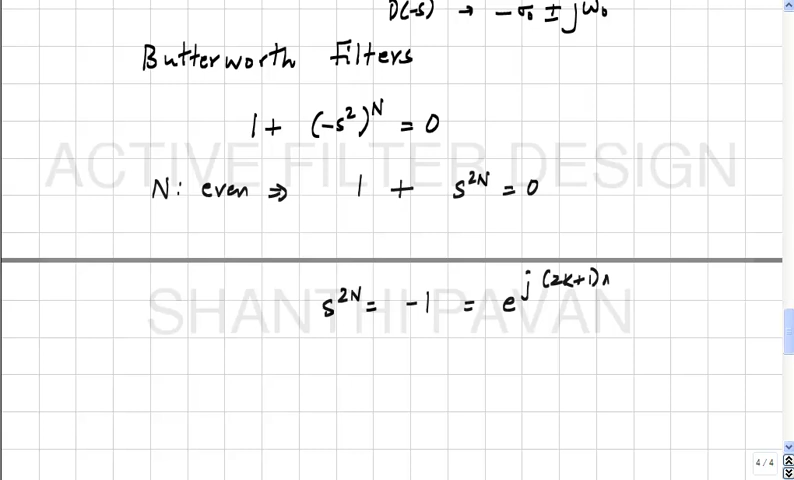 D(-s) → -σ₀ ± jω₀
Butterworth Filters
1 + (-s²)^N = 0
ACTIVE FILTER DESIGN
N: even ⇒ 1 + s^2N = 0
s^2N = -1 = e^j(2k+1)
SHANTHI PAVAN
4 / 4